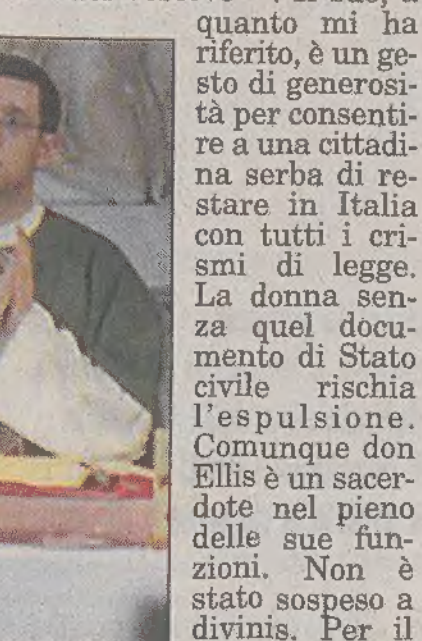 quanto mi ha
riferito, è un ge-
sto di generosi-
tà per consenti-
re a una cittadi-
na serba di re-
stare in Italia
con tutti i cri-
smi di legge.
La donna sen-
za quel docu-
mento di Stato
civile rischia
l'espulsione.
Comunque don
Ellis è un sacer-
dote nel pieno
delle sue fun-
zioni. Non è
stato sospeso a
divinis. Per il